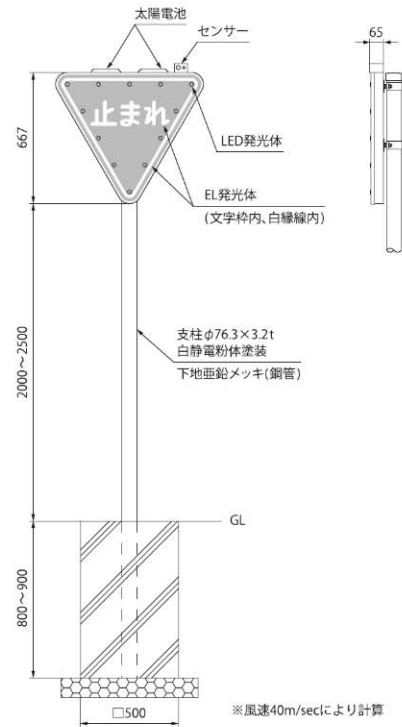 太陽電池
センサー
65
止まれ
667
LED発光体
EL発光体
(文字枠内、白縁線内)
2000～2500
支柱φ76.3×3.2t
白静電粉体塗装
下地亜鉛メッキ(鋼管)
GL
800～900
□500
※風速40m/secにより計算